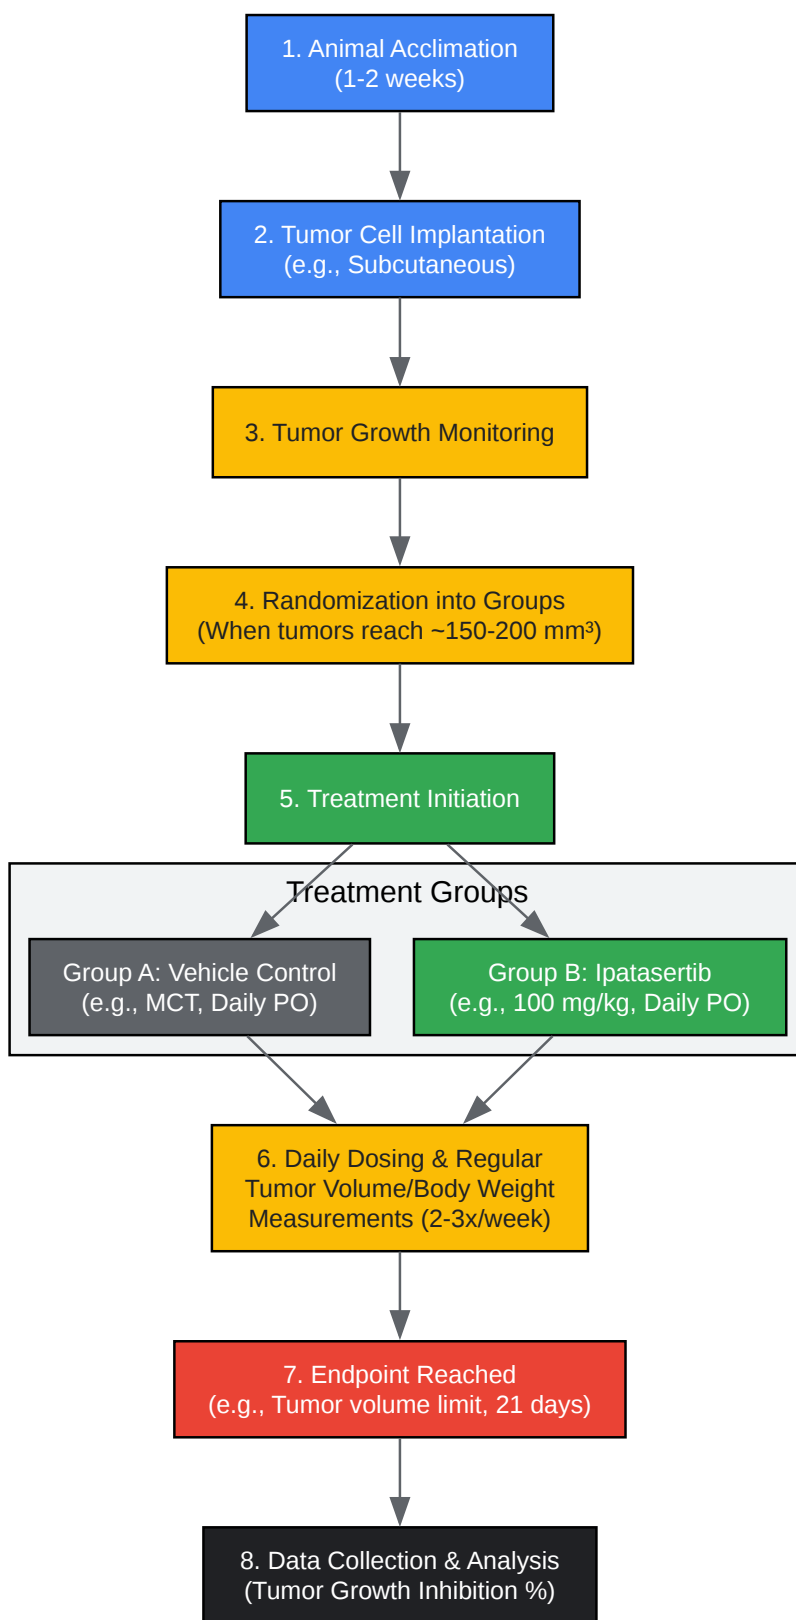 1. Animal Acclimation
(1-2 weeks)
2. Tumor Cell Implantation
(e.g., Subcutaneous)
3. Tumor Growth Monitoring
4. Randomization into Groups
(When tumors reach ~150-200 mm³)
5. Treatment Initiation
Treatment Groups
Group A: Vehicle Control
(e.g., MCT, Daily PO)
Group B: Ipatasertib
(e.g., 100 mg/kg, Daily PO)
6. Daily Dosing & Regular
Tumor Volume/Body Weight
Measurements (2-3x/week)
7. Endpoint Reached
(e.g., Tumor volume limit, 21 days)
8. Data Collection & Analysis
(Tumor Growth Inhibition %)